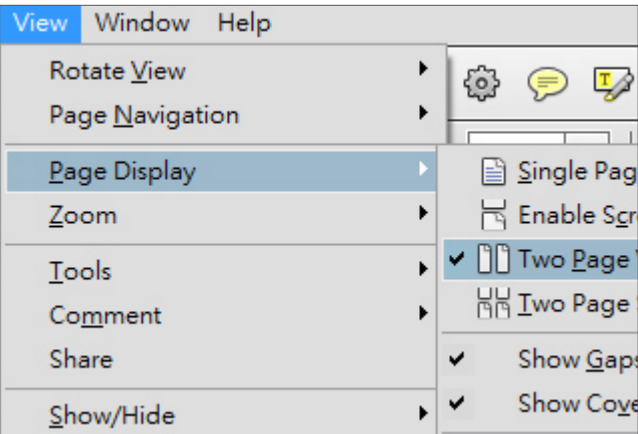 View Window Help
Rotate View
Page Navigation
Page Display
Zoom
Tools
Comment
Share
Show/Hide
T
Single Pag
Enable Scr
Two Page
Two Page
Show Gaps
Show Cove